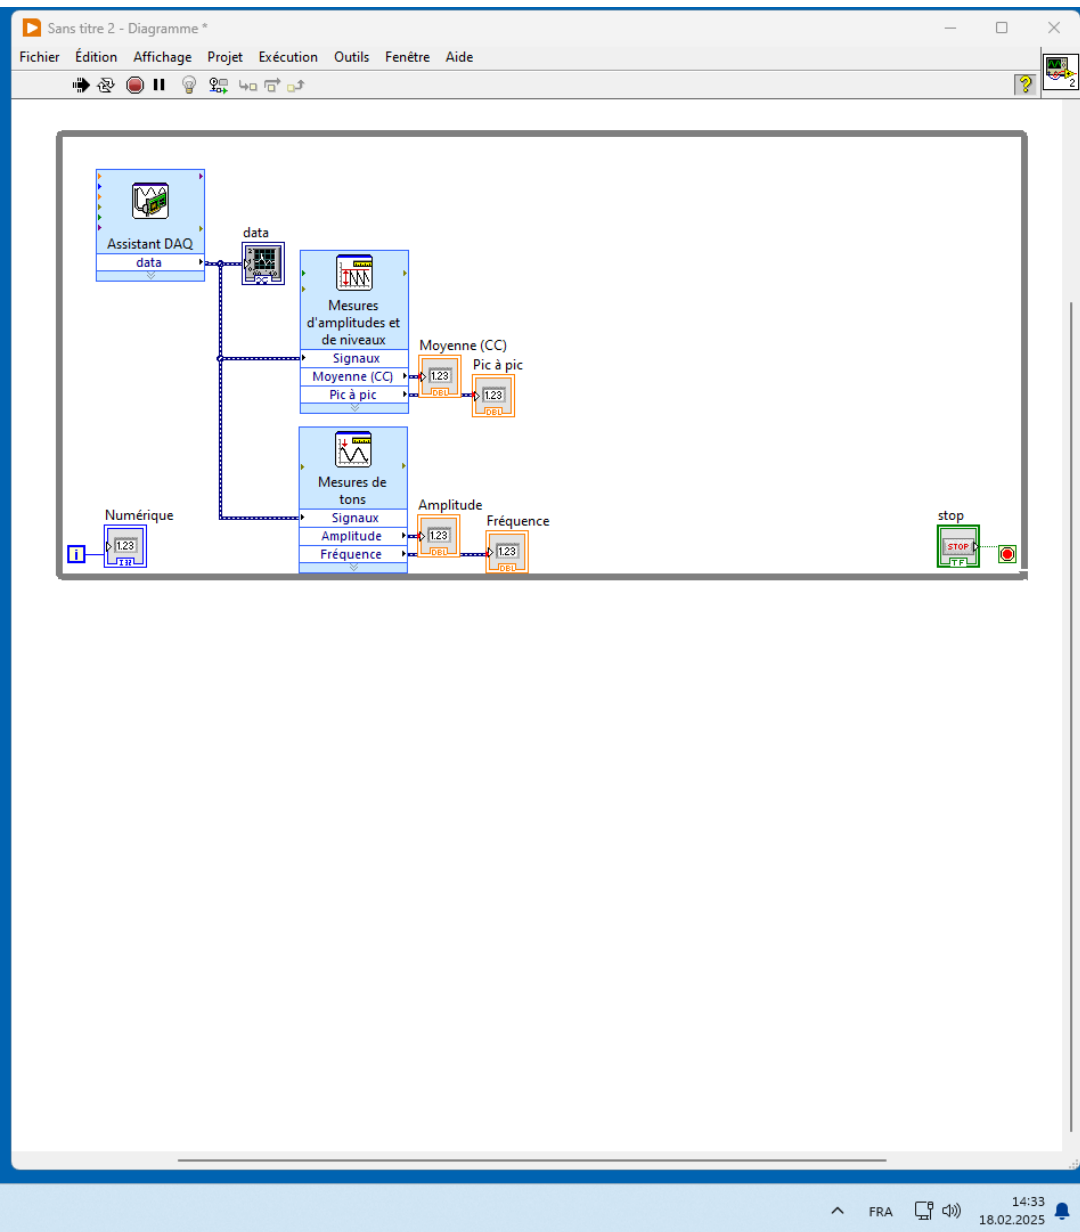 Sans titre 2 - Diagramme *
Fichier Édition Affichage Projet Exécution Outils Fenêtre Aide
2
Assistant DAQ
data
data
Mesures
d'amplitudes et
de niveaux
Signaux
Moyenne (CC)
Pic à pic
Moyenne (CC)
1.23
DBL
Pic à pic
1.23
DBL
Mesures de
tons
Signaux
Amplitude
Fréquence
Amplitude
1.23
DBL
Fréquence
1.23
DBL
Numérique
i
1.23
I32
stop
STOP
TF
FRA
14:33
18.02.2025